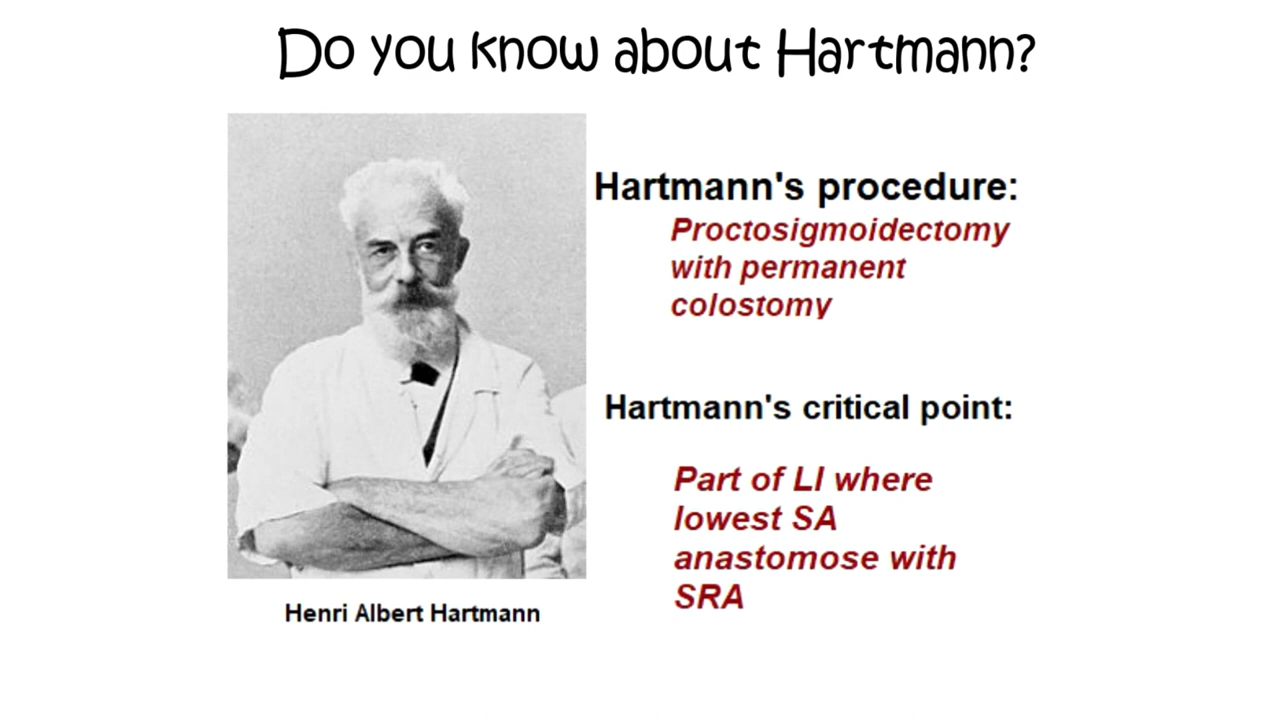 Do you know about Hartmann?
Hartmann's procedure:
Proctosigmoidectomy
with permanent
colostomy
Hartmann's critical point:
Part of LI where
lowest SA
anastomose with
SRA
Henri Albert Hartmann